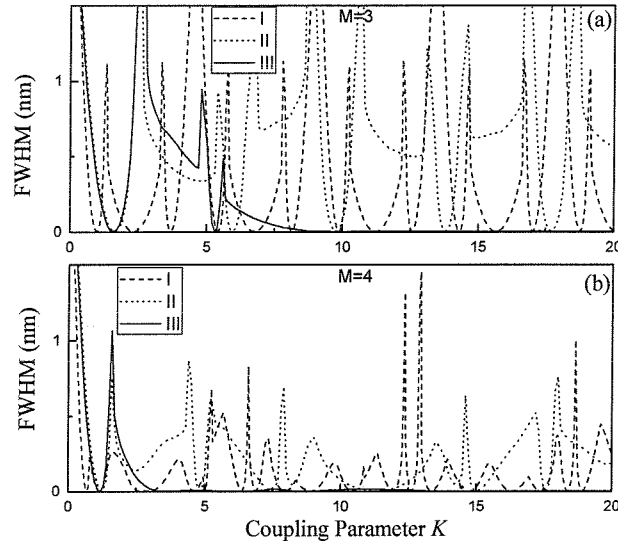 M=3
(a)
I
II
III
FWHM (nm)
1
0
0
5
10
15
20
M=4
(b)
I
II
III
FWHM (nm)
1
0
0
5
10
15
20
Coupling Parameter K